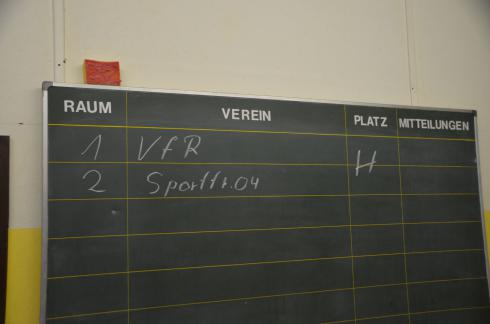 RAUM VEREIN PLATZ MITTEILUNGEN
1 VfR H
2 Sportfr. 04